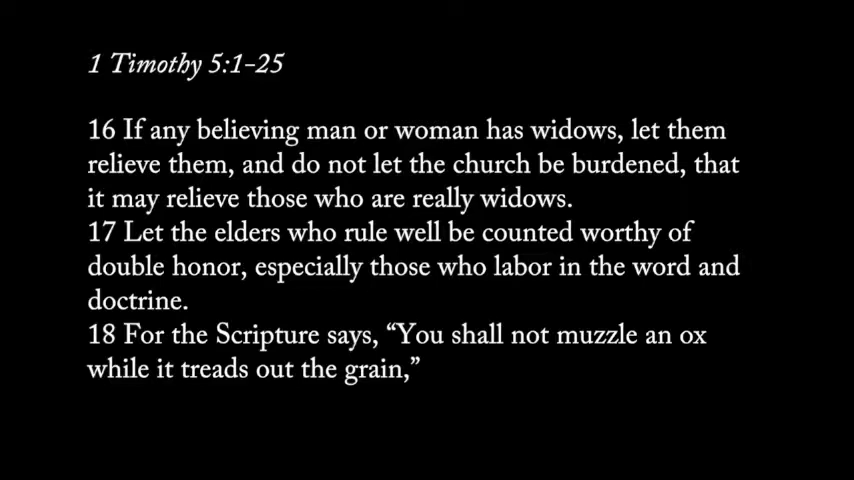 1 Timothy 5:1-25
16 If any believing man or woman has widows, let them
relieve them, and do not let the church be burdened, that
it may relieve those who are really widows.
17 Let the elders who rule well be counted worthy of
double honor, especially those who labor in the word and
doctrine.
18 For the Scripture says, “You shall not muzzle an ox
while it treads out the grain,”